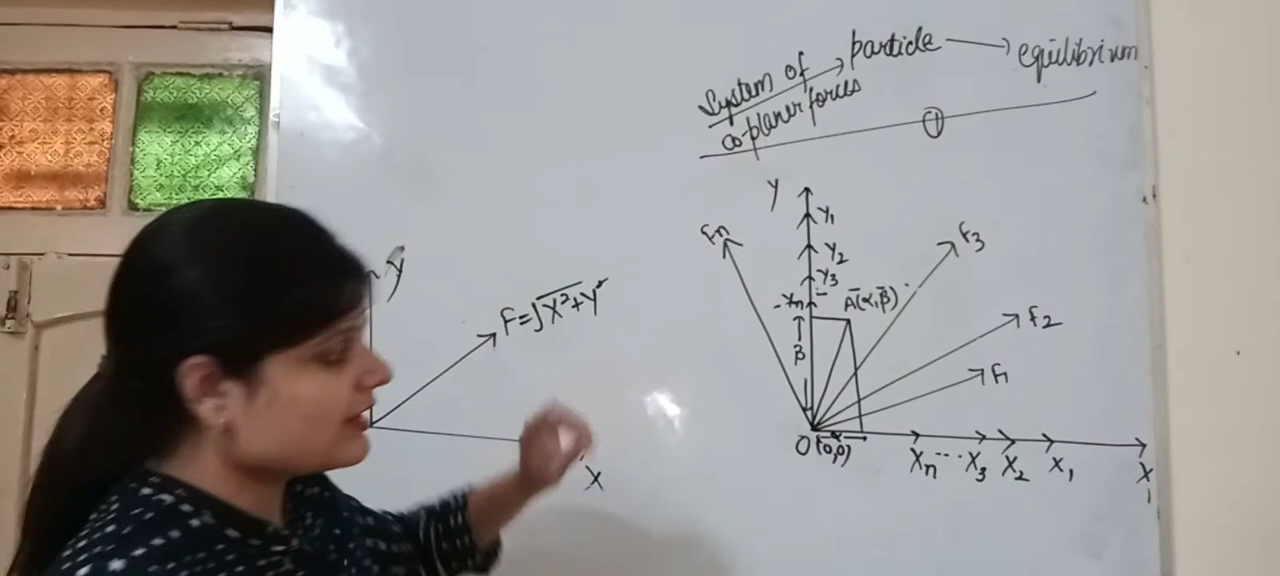 System of → particle → equilibrium
co-planer forces
①
y
F=√X²+Y²
X
Y
Y₁
Y₂
Y₃
Yₙ
Fₙ
F₃
A(α,β)
F₂
β
F₁
O(0,0)
Xₙ...X₃ X₂ X₁ X